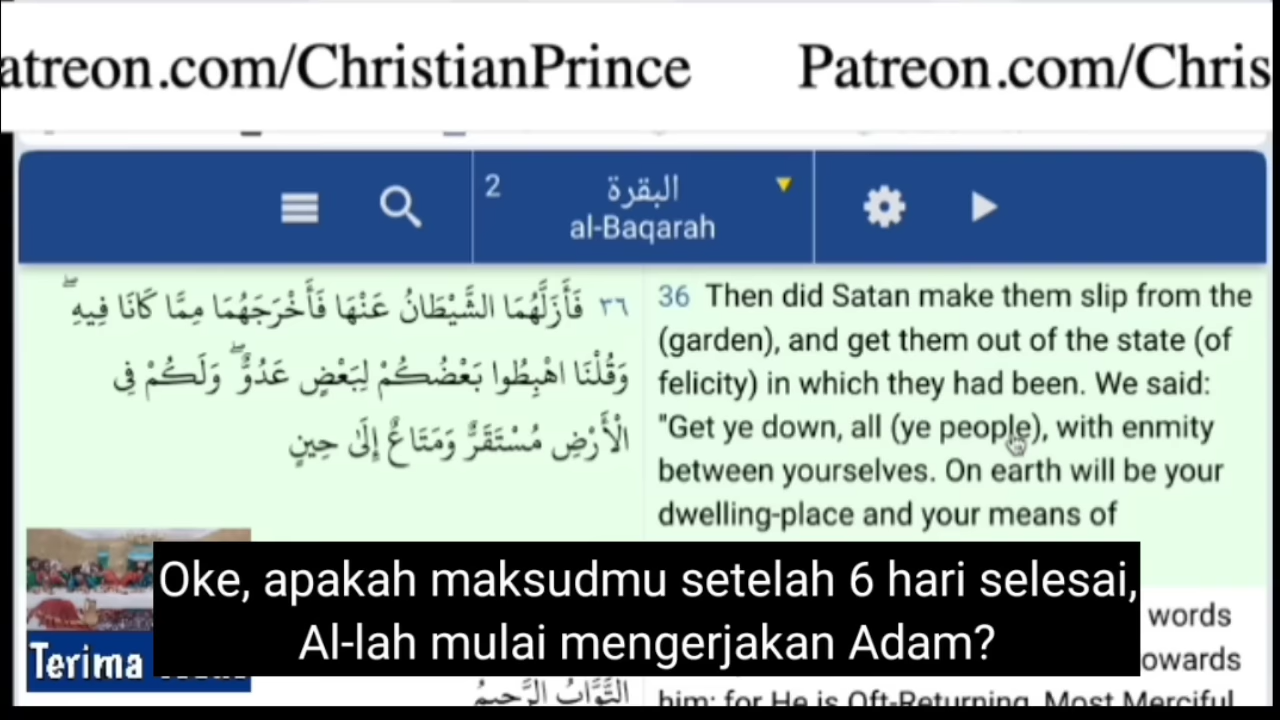 atreon.com/ChristianPrince Patreon.com/Chris
2 البقرة
al-Baqarah
٣٦ فَأَزَلَّهُمَا الشَّيْطَانُ عَنْهَا فَأَخْرَجَهُمَا مِمَّا كَانَا فِيهِ ۖ
وَقُلْنَا اهْبِطُوا بَعْضُكُمْ لِبَعْضٍ عَدُوٌّ ۖ وَلَكُمْ فِي
الْأَرْضِ مُسْتَقَرٌّ وَمَتَاعٌ إِلَىٰ حِينٍ
36 Then did Satan make them slip from the
(garden), and get them out of the state (of
felicity) in which they had been. We said:
"Get ye down, all (ye people), with enmity
between yourselves. On earth will be your
dwelling-place and your means of
Oke, apakah maksudmu setelah 6 hari selesai,
Al-lah mulai mengerjakan Adam?
words
owards
Terima
التَّوَّابُ الرَّحِيمُ
him: for He is Oft-Returning, Most Merciful